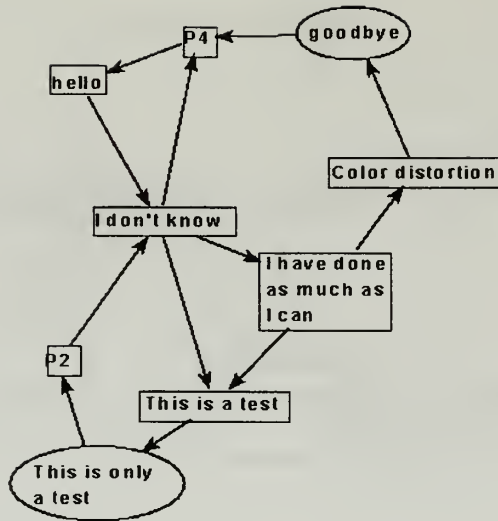 goodbye
P4
hello
Color distortion
I don't know
I have done
as much as
I can
P2
This is a test
This is only
a test